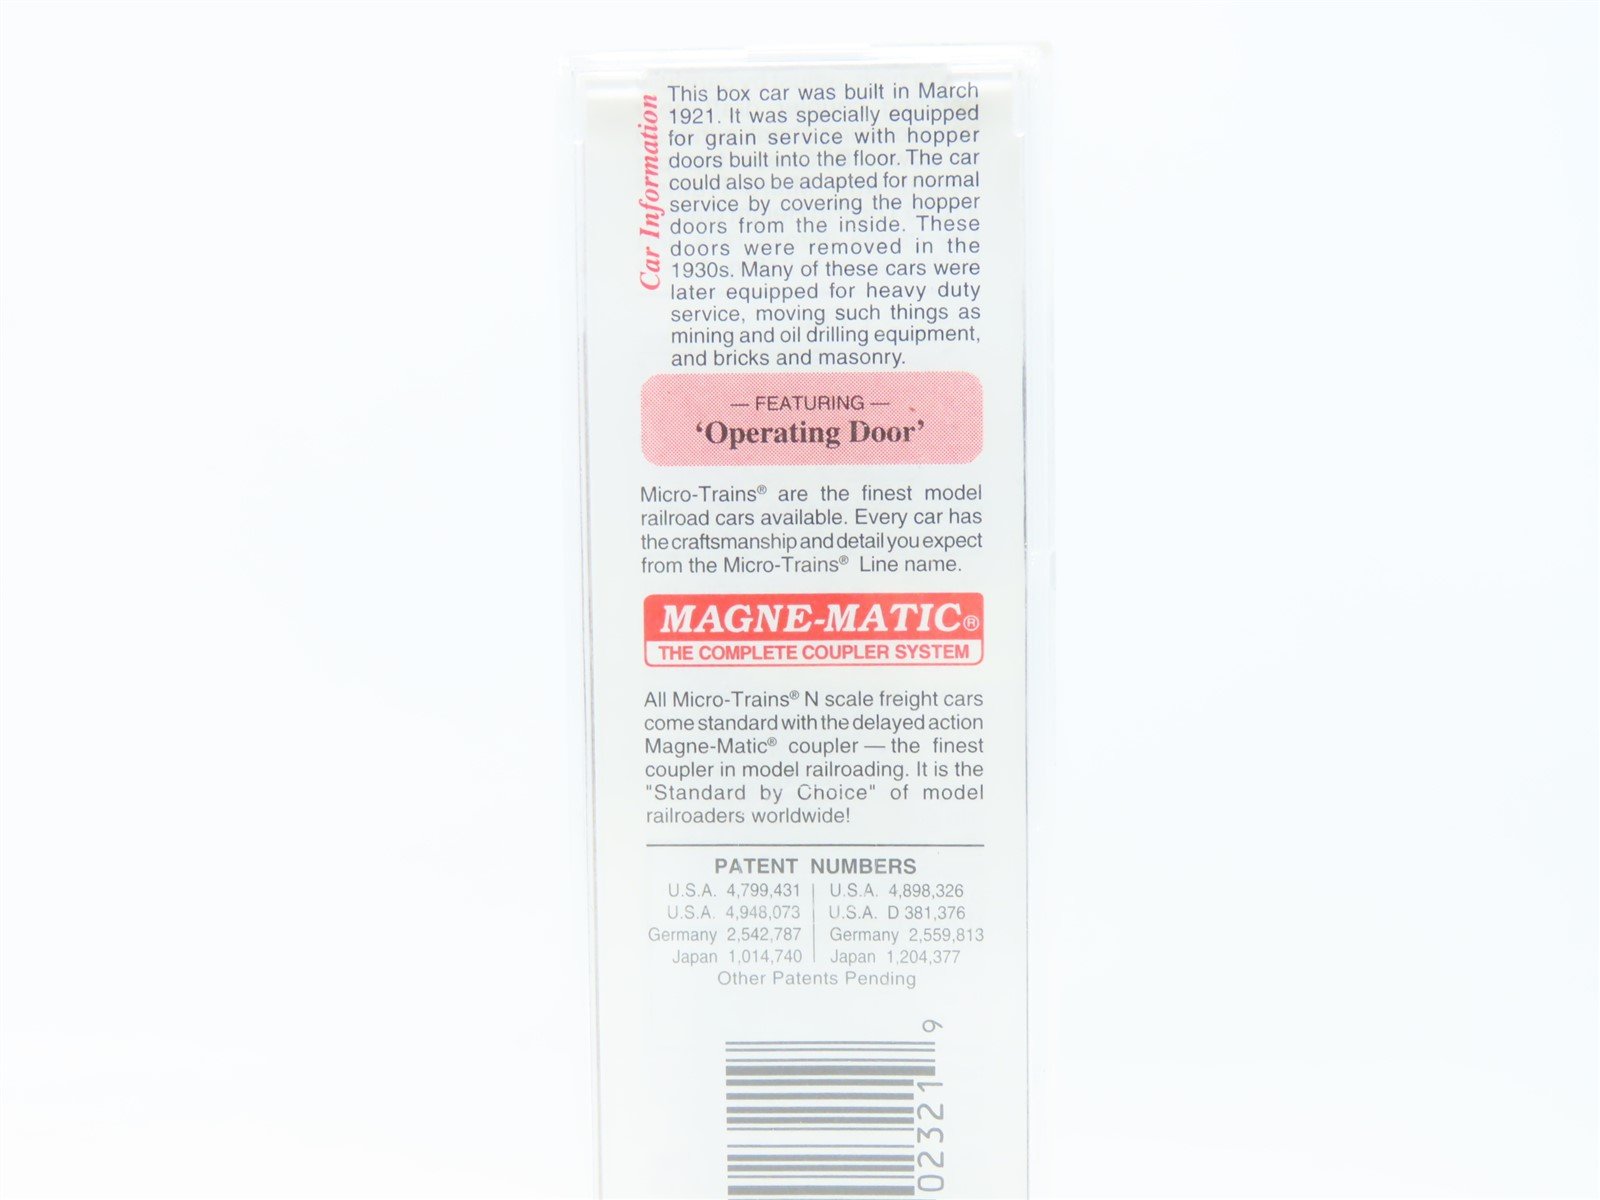 Car Information
This box car was built in March
1921. It was specially equipped
for grain service with hopper
doors built into the floor. The car
could also be adapted for normal
service by covering the hopper
doors from the inside. These
doors were removed in the
1930s. Many of these cars were
later equipped for heavy duty
service, moving such things as
mining and oil drilling equipment,
and bricks and masonry.
— FEATURING —
‘Operating Door’
Micro-Trains® are the finest model
railroad cars available. Every car has
the craftsmanship and detail you expect
from the Micro-Trains® Line name.
MAGNE-MATIC®
THE COMPLETE COUPLER SYSTEM
All Micro-Trains® N scale freight cars
come standard with the delayed action
Magne-Matic® coupler — the finest
coupler in model railroading. It is the
"Standard by Choice" of model
railroaders worldwide!
PATENT NUMBERS
U.S.A. 4,799,431 | U.S.A. 4,898,326
U.S.A. 4,948,073 | U.S.A. D 381,376
Germany 2,542,787 | Germany 2,559,813
Japan 1,014,740 | Japan 1,204,377
Other Patents Pending
02321 9